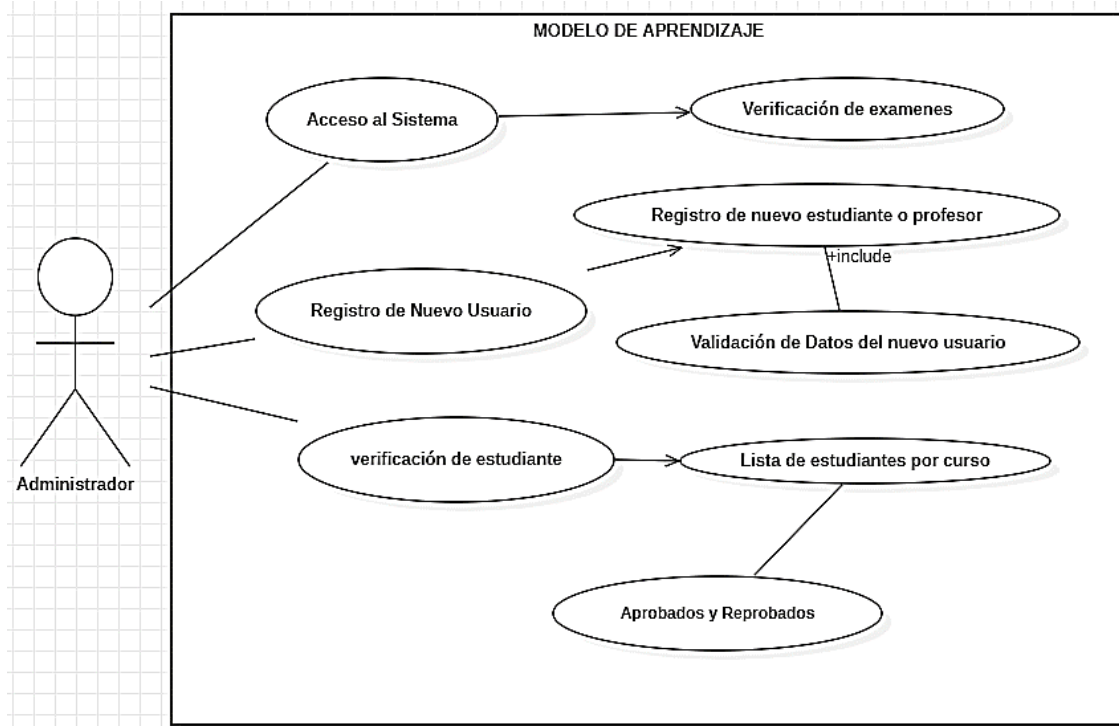 MODELO DE APRENDIZAJE
Acceso al Sistema
Verificación de examenes
Registro de nuevo estudiante o profesor
+include
Registro de Nuevo Usuario
Validación de Datos del nuevo usuario
verificación de estudiante
Lista de estudiantes por curso
Administrador
Aprobados y Reprobados